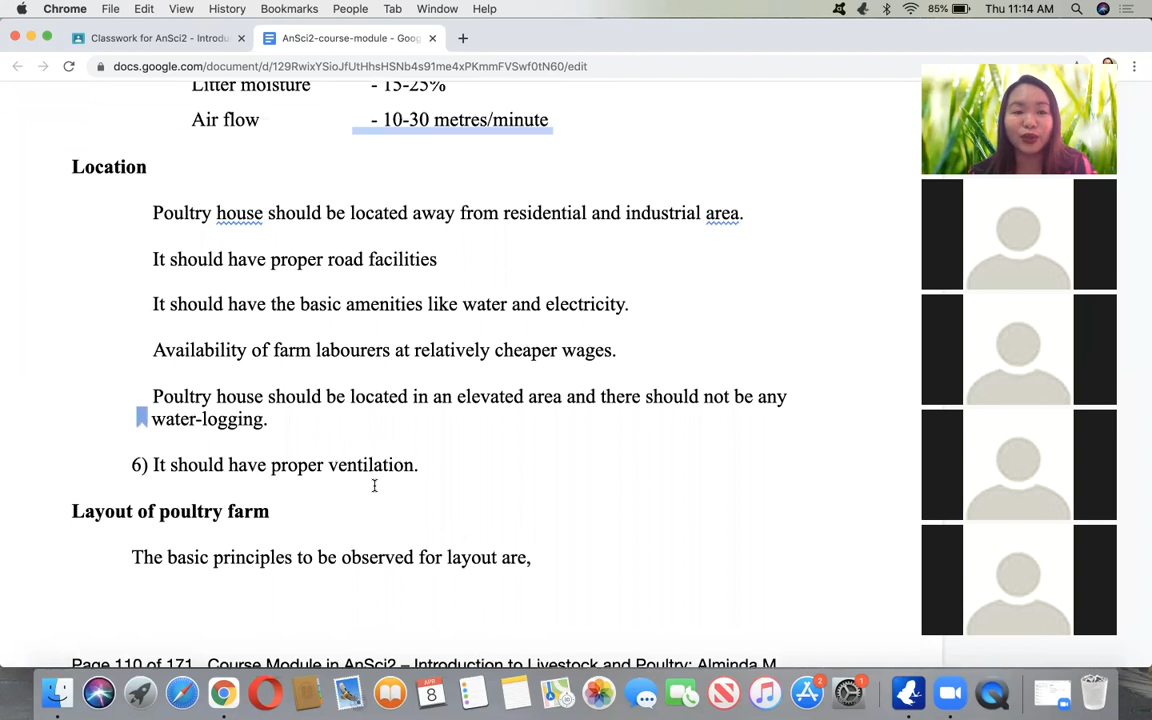 Chrome File Edit View History Bookmarks People Tab Window Help 85% Thu 11:14 AM
Classwork for AnSci2 - Introdu AnSci2-course-module - Goog
docs.google.com/document/d/129RwixYSioJfUtHhsHSNb4s91me4xPKmmFVSwf0tN60/edit
Litter moisture - 15-25%
Air flow - 10-30 metres/minute
Location
Poultry house should be located away from residential and industrial area.
It should have proper road facilities
It should have the basic amenities like water and electricity.
Availability of farm labourers at relatively cheaper wages.
Poultry house should be located in an elevated area and there should not be any
water-logging.
6) It should have proper ventilation.
Layout of poultry farm
The basic principles to be observed for layout are,
Page 110 of 171 Course Module in AnSci2 – Introduction to Livestock and Poultry: Alminda M
APR
8
2
1